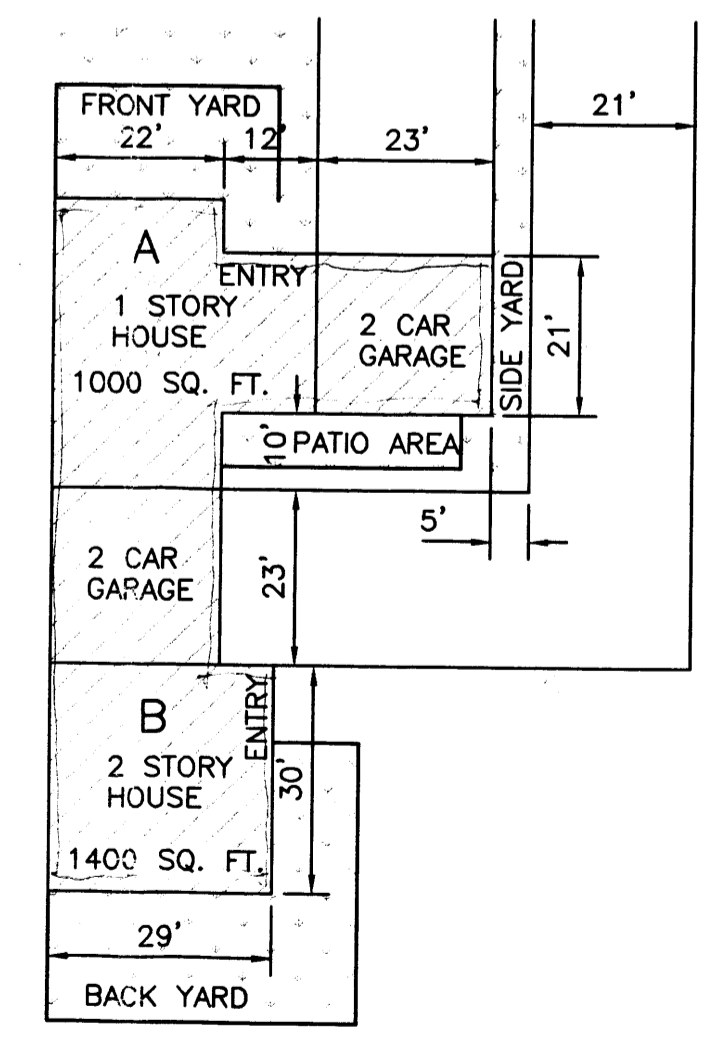 FRONT YARD
22'
12'
23'
21'
A
ENTRY
1 STORY
HOUSE
1000 SQ. FT.
2 CAR
GARAGE
SIDE YARD
21'
10'
PATIO AREA
5'
2 CAR
GARAGE
23'
B
ENTRY
2 STORY
HOUSE
30'
1400 SQ. FT.
29'
BACK YARD